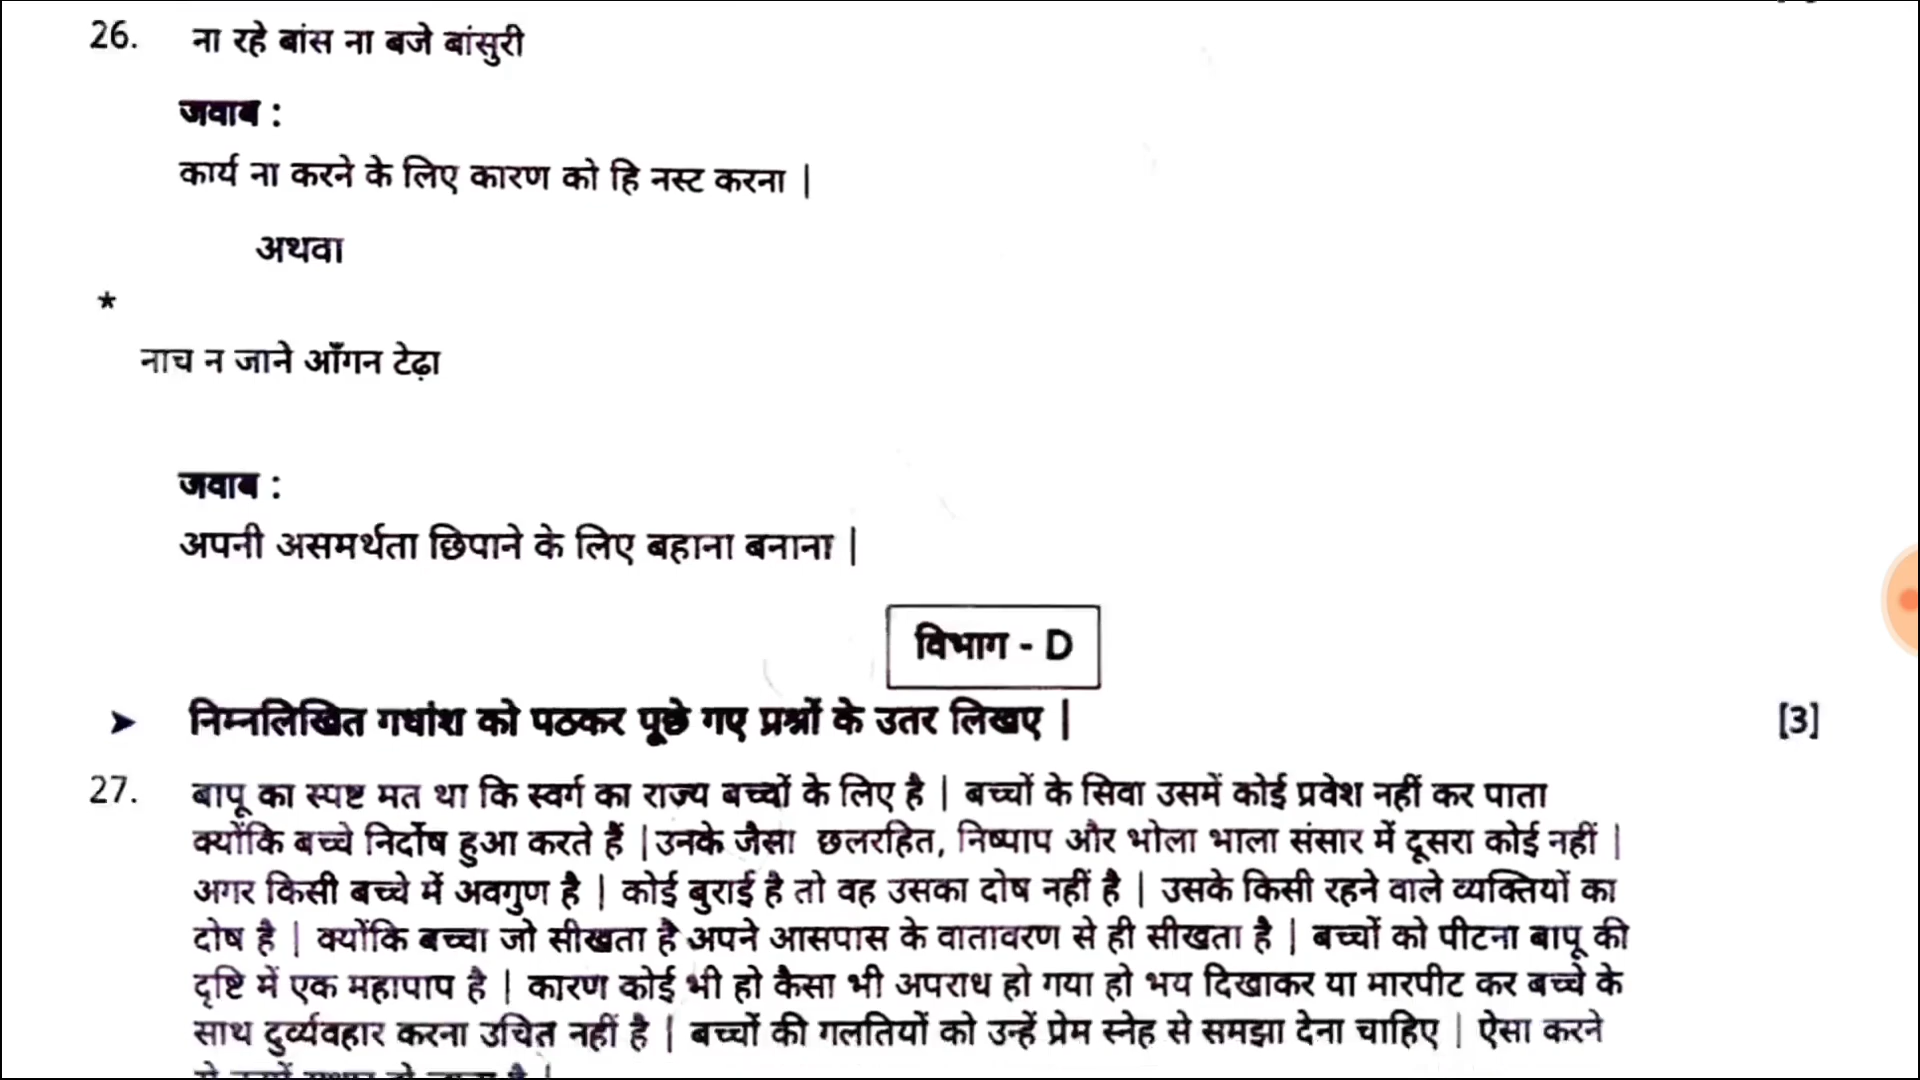 26. ना रहे बांस ना बजे बांसुरी
जवाब :
कार्य ना करने के लिए कारण को हि नस्ट करना |
अथवा
*
नाच न जाने आँगन टेढ़ा
जवाब :
अपनी असमर्थता छिपाने के लिए बहाना बनाना |
विभाग - D
➤ निम्नलिखित गधांश को पठकर पूछे गए प्रश्नों के उतर लिखए | [3]
27. बापू का स्पष्ट मत था कि स्वर्ग का राज्य बच्चों के लिए है | बच्चों के सिवा उसमें कोई प्रवेश नहीं कर पाता
क्योंकि बच्चे निर्दोष हुआ करते हैं |उनके जैसा छलरहित, निष्पाप और भोला भाला संसार में दूसरा कोई नहीं |
अगर किसी बच्चे में अवगुण है | कोई बुराई है तो वह उसका दोष नहीं है | उसके किसी रहने वाले व्यक्तियों का
दोष है | क्योंकि बच्चा जो सीखता है अपने आसपास के वातावरण से ही सीखता है | बच्चों को पीटना बापू की
दृष्टि में एक महापाप है | कारण कोई भी हो कैसा भी अपराध हो गया हो भय दिखाकर या मारपीट कर बच्चे के
साथ दुर्व्यवहार करना उचित नहीं है | बच्चों की गलतियों को उन्हें प्रेम स्नेह से समझा देना चाहिए | ऐसा करने